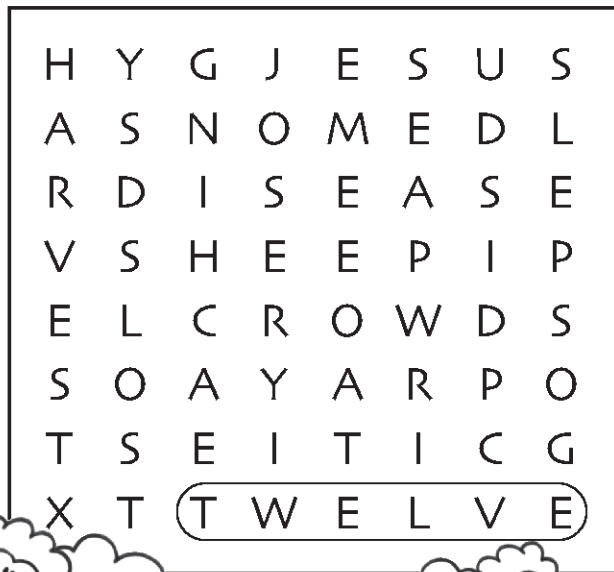 H Y G J E S U S
A S N O M E D L
R D I S E A S E
V S H E E P I P
E L C R O W D S
S O A Y A R P O
T S E I T I C G
X T T W E L V E